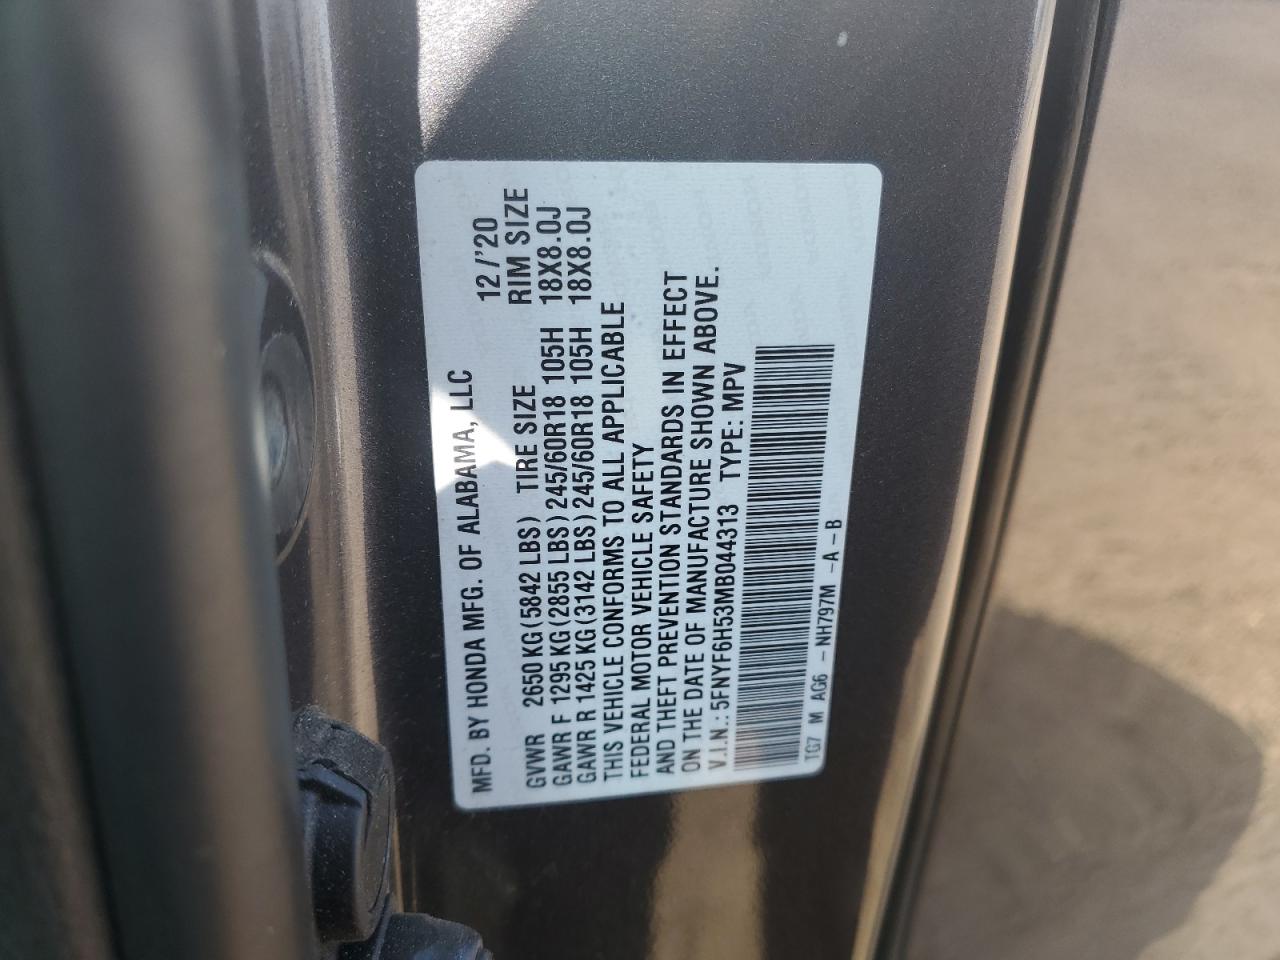 MFD. BY HONDA MFG. OF ALABAMA, LLC 12/'20
GVWR 2650 KG (5842 LBS) TIRE SIZE RIM SIZE
GAWR F 1295 KG (2855 LBS) 245/60R18 105H 18X8.0J
GAWR R 1425 KG (3142 LBS) 245/60R18 105H 18X8.0J
THIS VEHICLE CONFORMS TO ALL APPLICABLE
FEDERAL MOTOR VEHICLE SAFETY
AND THEFT PREVENTION STANDARDS IN EFFECT
ON THE DATE OF MANUFACTURE SHOWN ABOVE.
V.I.N.: 5FNYF6H53MB044313 TYPE: MPV
TG7 M AG6 - NH797M -A -B